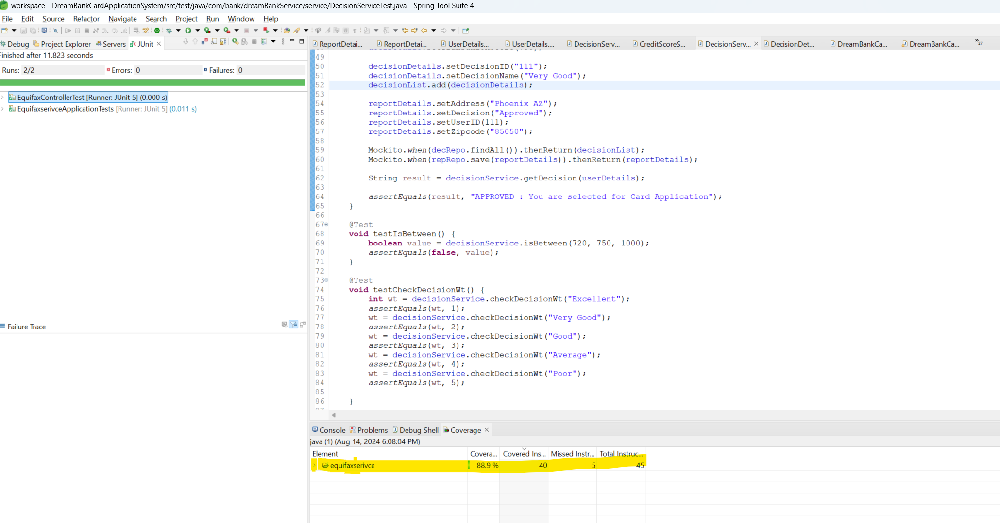 workspace - DreamBankCardApplicationSystem/src/test/java/com/bank/dreamBankService/service/DecisionServiceTest.java - Spring Tool Suite 4
File Edit Source Refactor Navigate Search Project Run Window Help
Debug Project Explorer Servers JUnit
Finished after 11.823 seconds
Runs: 2/2 Errors: 0 Failures: 0
EquifaxControllerTest [Runner: JUnit 5] (0.000 s)
EquifaxserivceApplicationTests [Runner: JUnit 5] (0.011 s)
Failure Trace
ReportDetai... ReportDetai... UserDetails... UserDetails.... DecisionServ... CreditScoreS... DecisionServ... DecisionDet... DreamBankCa... DreamBankCa... »27
49
50 decisionDetails.setDecisionID("111");
51 decisionDetails.setDecisionName("Very Good");
52 decisionList.add(decisionDetails);
53
54 reportDetails.setAddress("Phoenix AZ");
55 reportDetails.setDecision("Approved");
56 reportDetails.setUserID(111);
57 reportDetails.setZipcode("85050");
58
59 Mockito.when(decRepo.findAll()).thenReturn(decisionList);
60 Mockito.when(repRepo.save(reportDetails)).thenReturn(reportDetails);
61
62 String result = decisionService.getDecision(userDetails);
63
64 assertEquals(result, "APPROVED : You are selected for Card Application");
65 }
66
67 @Test
68 void testIsBetween() {
69 boolean value = decisionService.isBetween(720, 750, 1000);
70 assertEquals(false, value);
71 }
72
73 @Test
74 void testCheckDecisionWt() {
75 int wt = decisionService.checkDecisionWt("Excellent");
76 assertEquals(wt, 1);
77 wt = decisionService.checkDecisionWt("Very Good");
78 assertEquals(wt, 2);
79 wt = decisionService.checkDecisionWt("Good");
80 assertEquals(wt, 3);
81 wt = decisionService.checkDecisionWt("Average");
82 assertEquals(wt, 4);
83 wt = decisionService.checkDecisionWt("Poor");
84 assertEquals(wt, 5);
85
86 }
Console Problems Debug Shell Coverage
java (1) (Aug 14, 2024 6:08:04 PM)
Element Covera... Covered Ins... Missed Instr... Total Instruc...
equifaxserivce 88.9 % 40 5 45